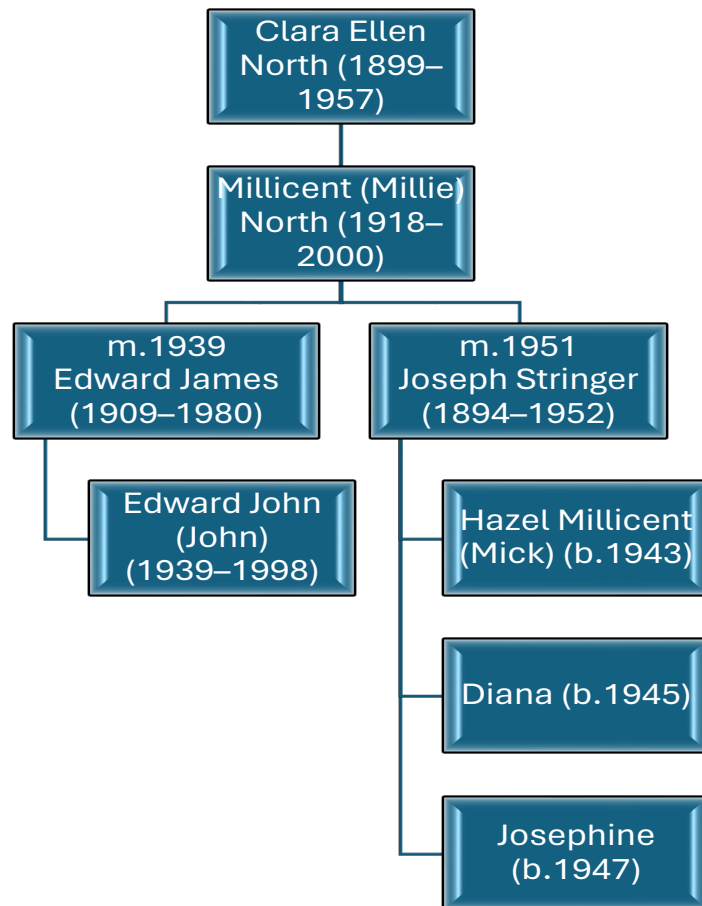 Clara Ellen
North (1899–
1957)
Millicent (Millie)
North (1918–
2000)
m.1939
Edward James
(1909–1980)
m.1951
Joseph Stringer
(1894–1952)
Edward John
(John)
(1939–1998)
Hazel Millicent
(Mick) (b.1943)
Diana (b.1945)
Josephine
(b.1947)